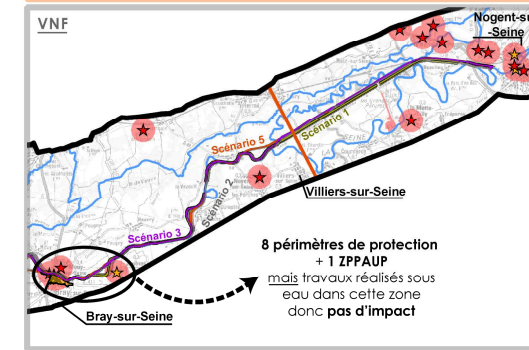 VNF
Nogent-su
-Seine
Scénario 5
Scénario 1
Scénario 2
Villiers-sur-Seine
Scénario 3
8 périmètres de protection
+ 1 ZPPAUP
mais travaux réalisés sous
eau dans cette zone
donc pas d'impact
Bray-sur-Seine